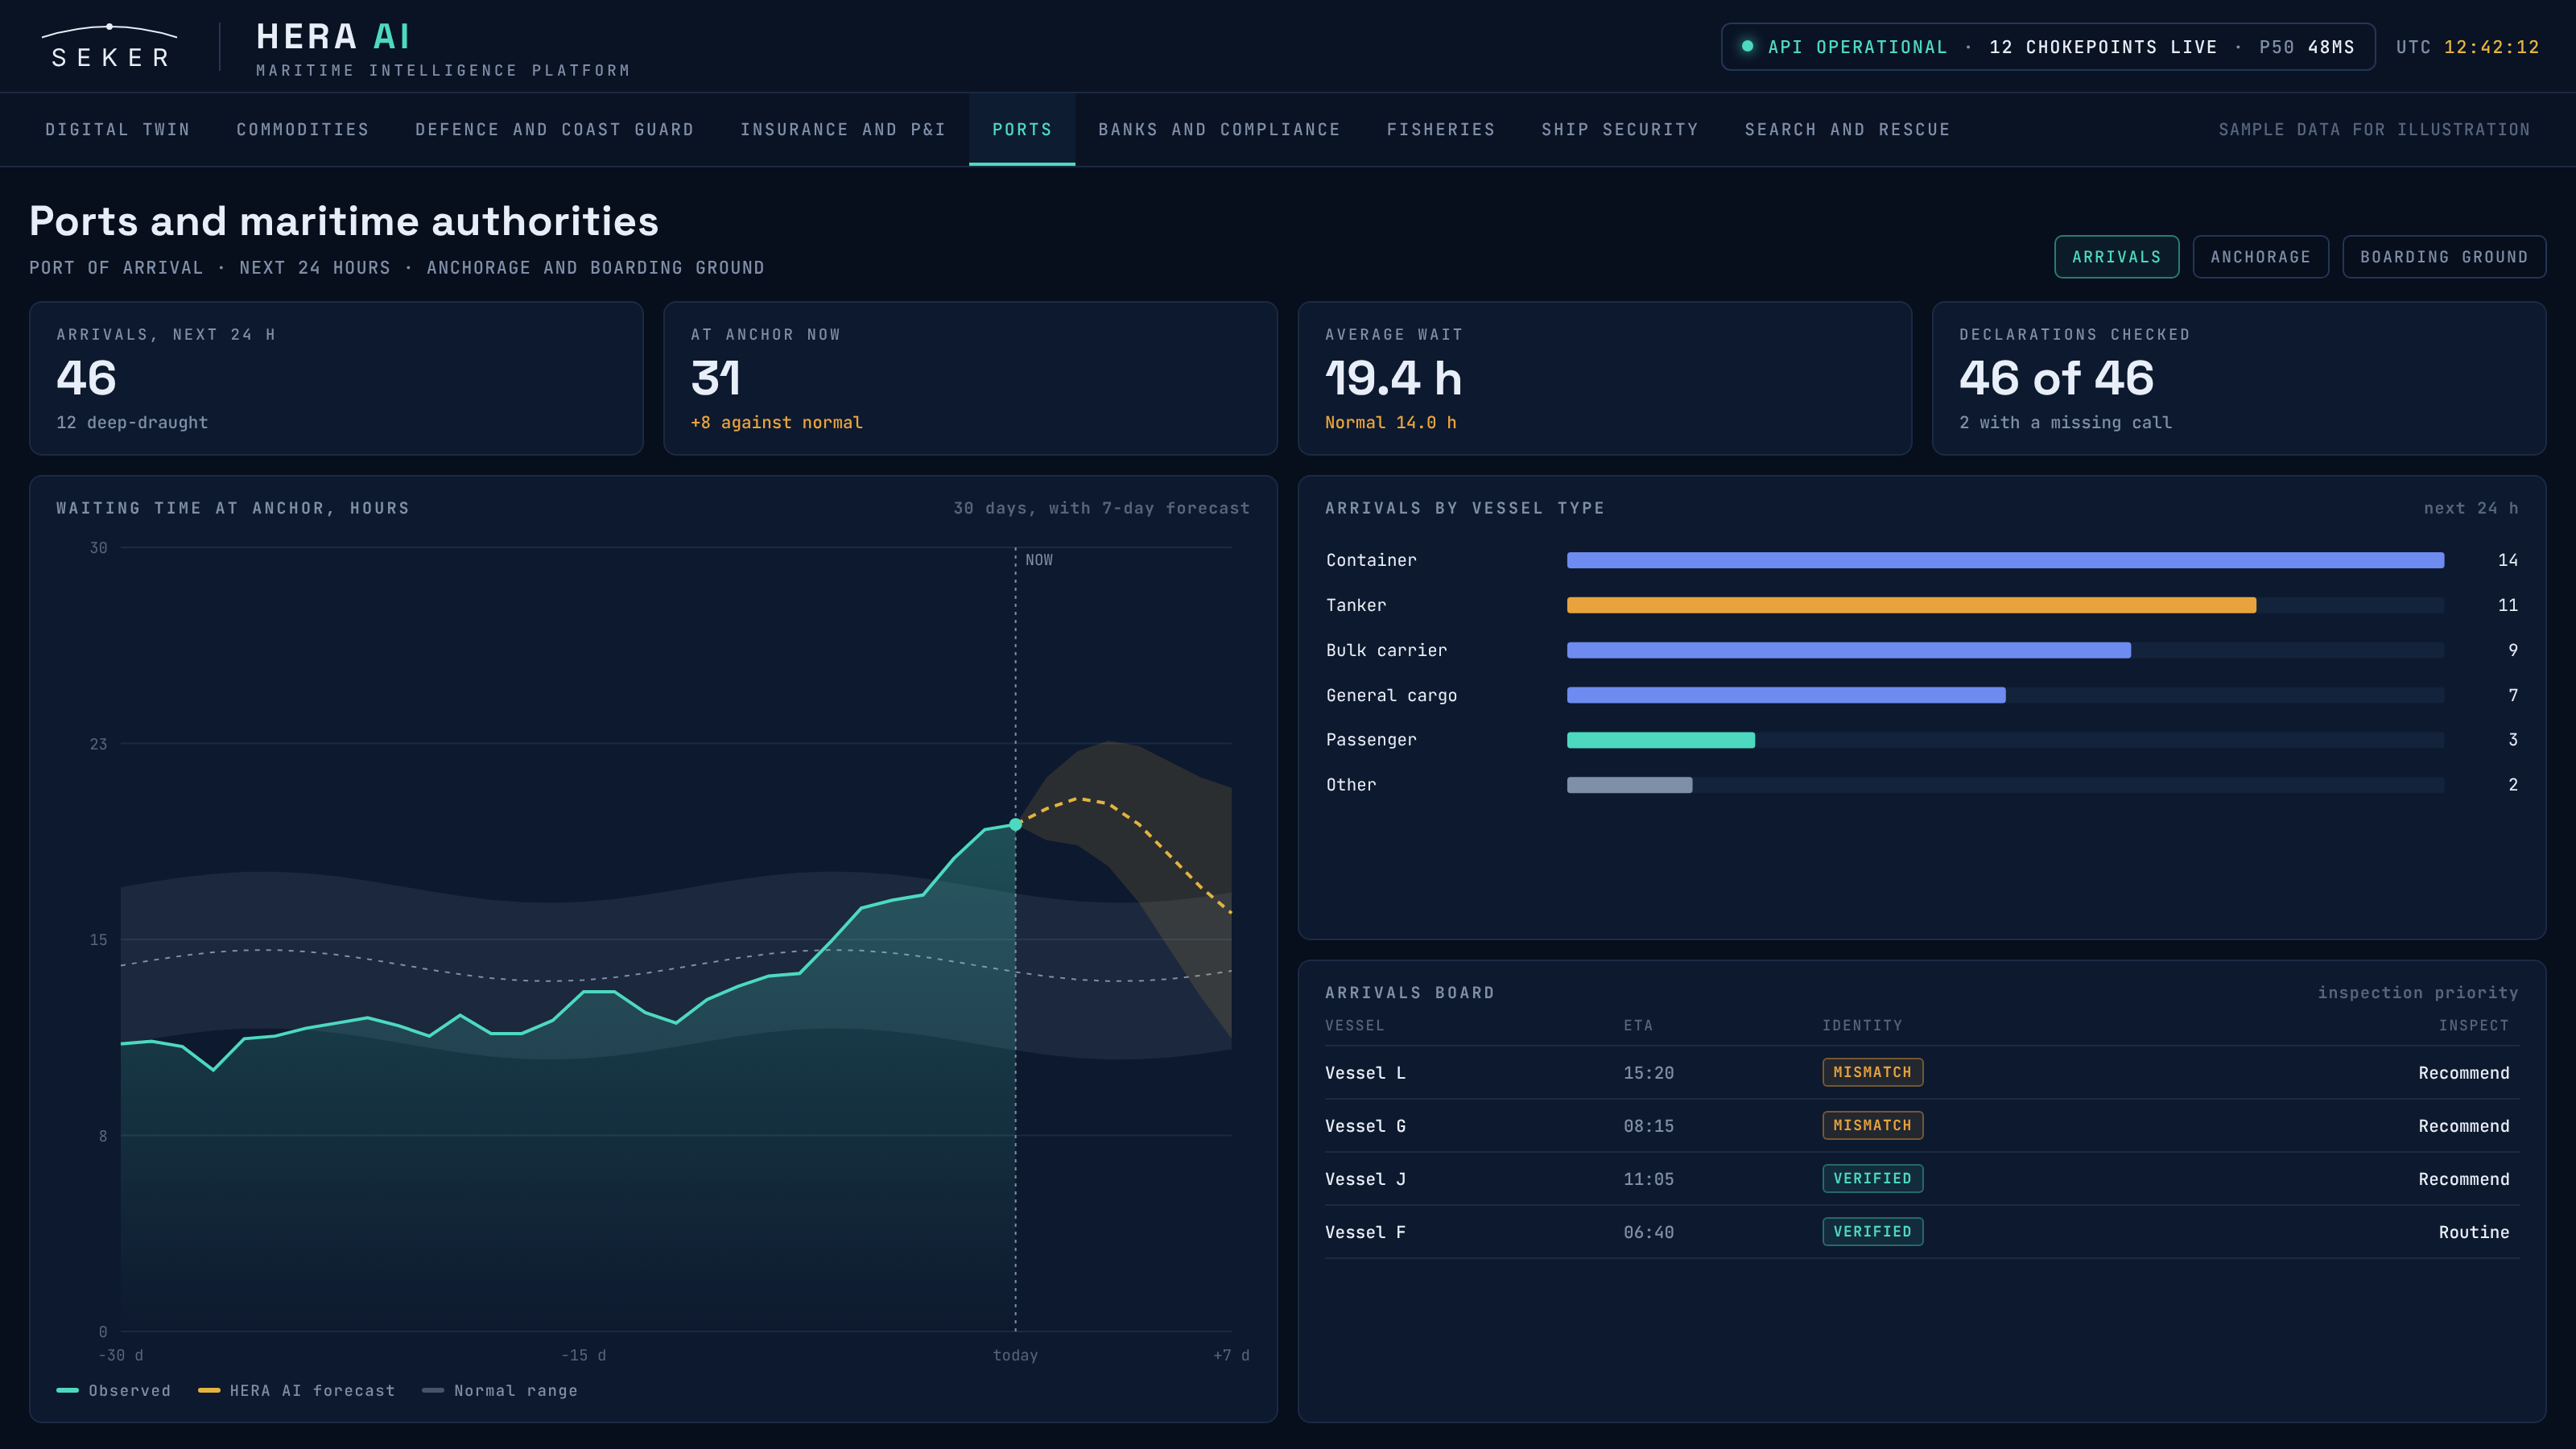 SEKER
HERA AI
MARITIME INTELLIGENCE PLATFORM
API OPERATIONAL · 12 CHOKEPOINTS LIVE · P50 48MS
UTC 12:42:12
DIGITAL TWIN
COMMODITIES
DEFENCE AND COAST GUARD
INSURANCE AND P&I
PORTS
BANKS AND COMPLIANCE
FISHERIES
SHIP SECURITY
SEARCH AND RESCUE
SAMPLE DATA FOR ILLUSTRATION
Ports and maritime authorities
PORT OF ARRIVAL · NEXT 24 HOURS · ANCHORAGE AND BOARDING GROUND
ARRIVALS
ANCHORAGE
BOARDING GROUND
ARRIVALS, NEXT 24 H
46
12 deep-draught
AT ANCHOR NOW
31
+8 against normal
AVERAGE WAIT
19.4 h
Normal 14.0 h
DECLARATIONS CHECKED
46 of 46
2 with a missing call
WAITING TIME AT ANCHOR, HOURS
30 days, with 7-day forecast
30
NOW
23
15
8
0
-30 d
-15 d
today
+7 d
Observed
HERA AI forecast
Normal range
ARRIVALS BY VESSEL TYPE
next 24 h
Container 14
Tanker 11
Bulk carrier 9
General cargo 7
Passenger 3
Other 2
ARRIVALS BOARD
inspection priority
VESSEL ETA IDENTITY INSPECT
Vessel L 15:20 MISMATCH Recommend
Vessel G 08:15 MISMATCH Recommend
Vessel J 11:05 VERIFIED Recommend
Vessel F 06:40 VERIFIED Routine